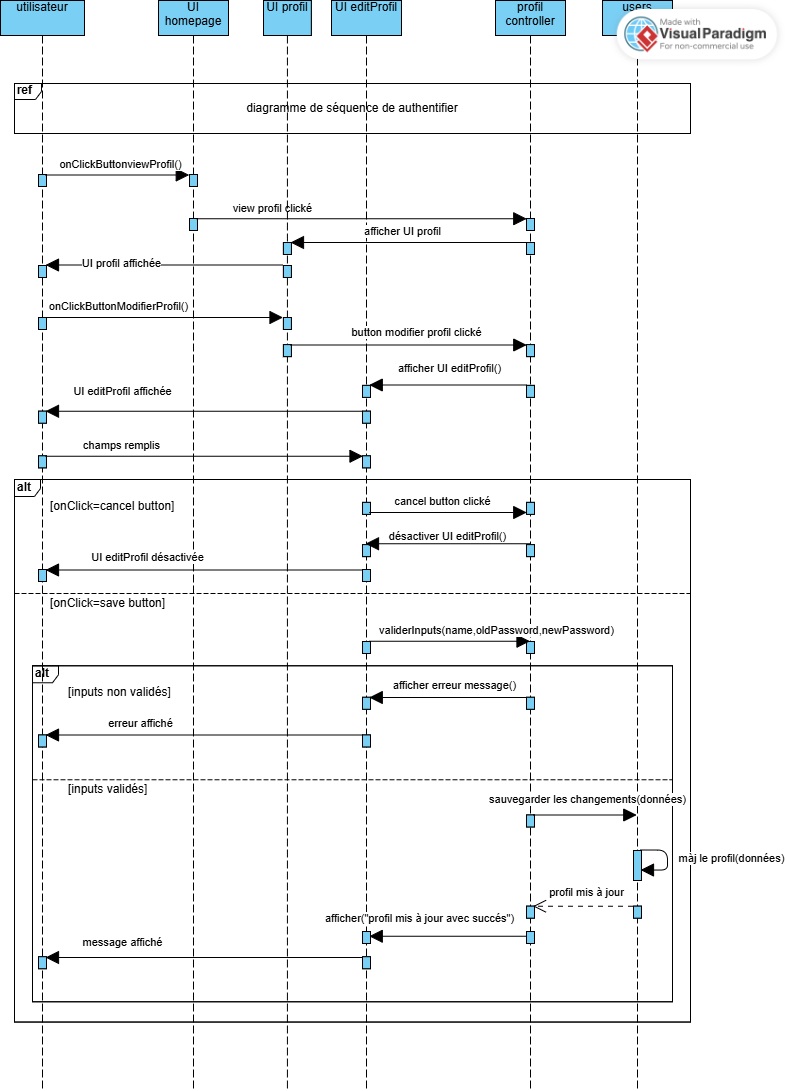 utilisateur
UI
homepage
UI profil
UI editProfil
profil
controller
users
Made with
VisualParadigm
For non-commercial use
ref
diagramme de séquence de authentifier
onClickButtonviewProfil()
view profil clické
afficher UI profil
UI profil affichée
onClickButtonModifierProfil()
button modifier profil clické
afficher UI editProfil()
UI editProfil affichée
champs remplis
alt
[onClick=cancel button]
cancel button clické
désactiver UI editProfil()
UI editProfil désactivée
[onClick=save button]
validerInputs(name,oldPassword,newPassword)
alt
[inputs non validés]
afficher erreur message()
erreur affiché
[inputs validés]
sauvegarder les changements(données)
màj le profil(données)
profil mis à jour
afficher("profil mis à jour avec succés")
message affiché